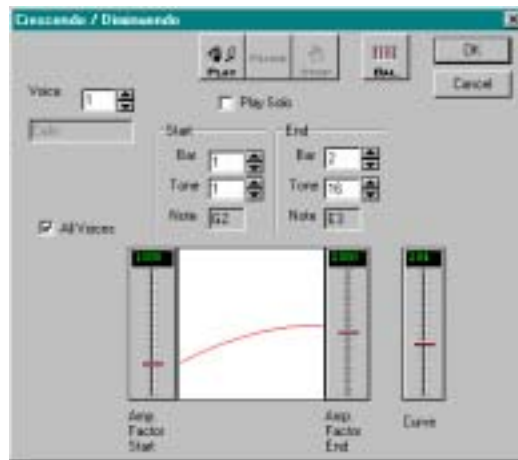 Crescendo / Diminuendo
PLAY
BAL.
OK
Cancel
Voice 1
Play Solo
Start
End
Bar 1
Bar 2
Tone 1
Tone 16
Note G2
Note E3
All Voices
Amp. Factor Start
Amp. Factor End
Curve